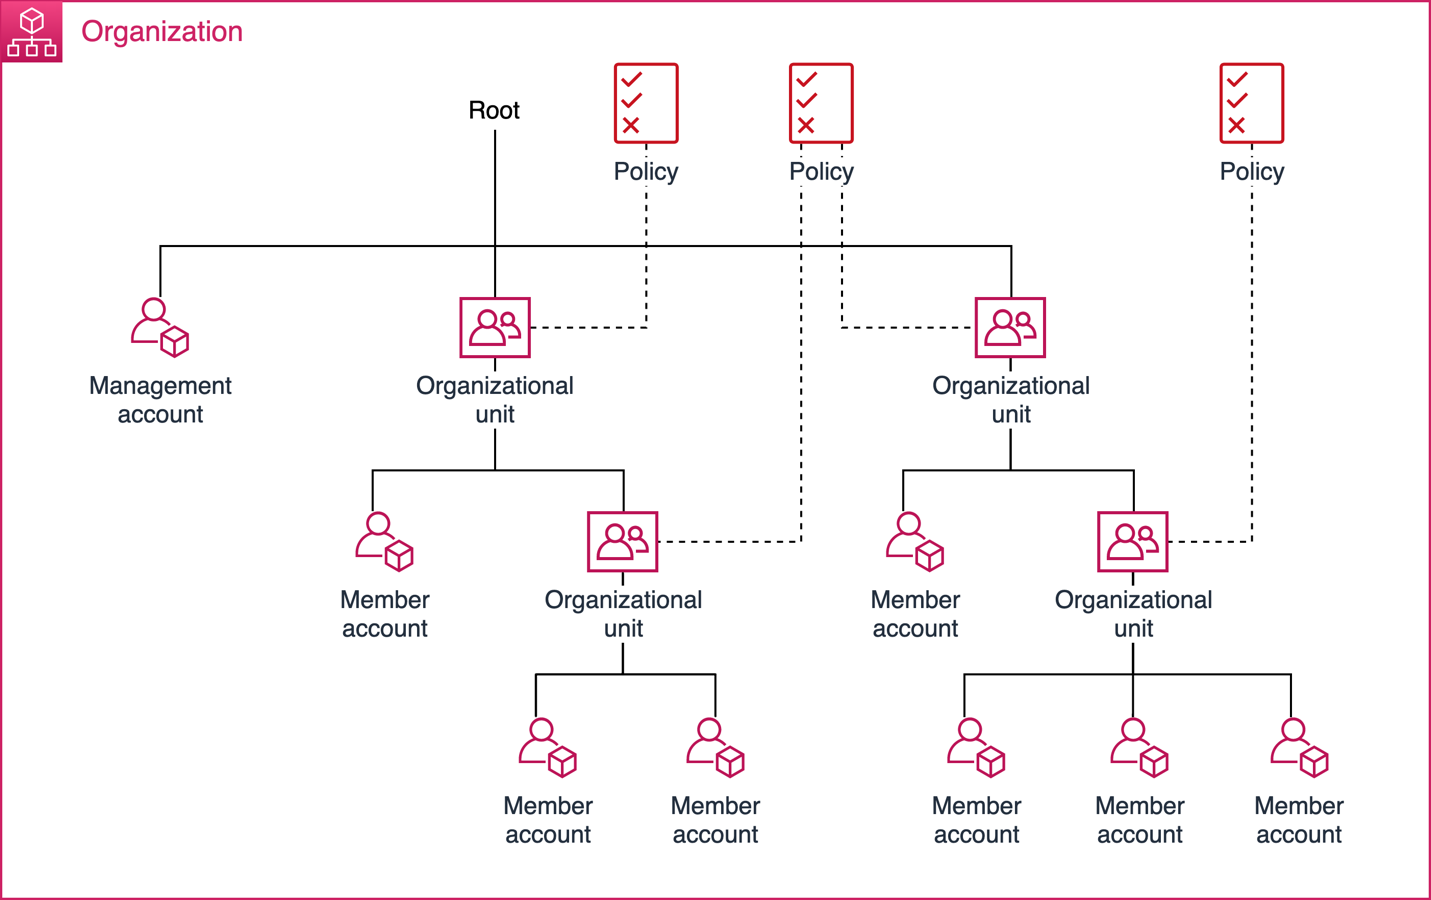 Organization
Root
Policy
Policy
Policy
Management
account
Organizational
unit
Organizational
unit
Member
account
Organizational
unit
Member
account
Organizational
unit
Member
account
Member
account
Member
account
Member
account
Member
account